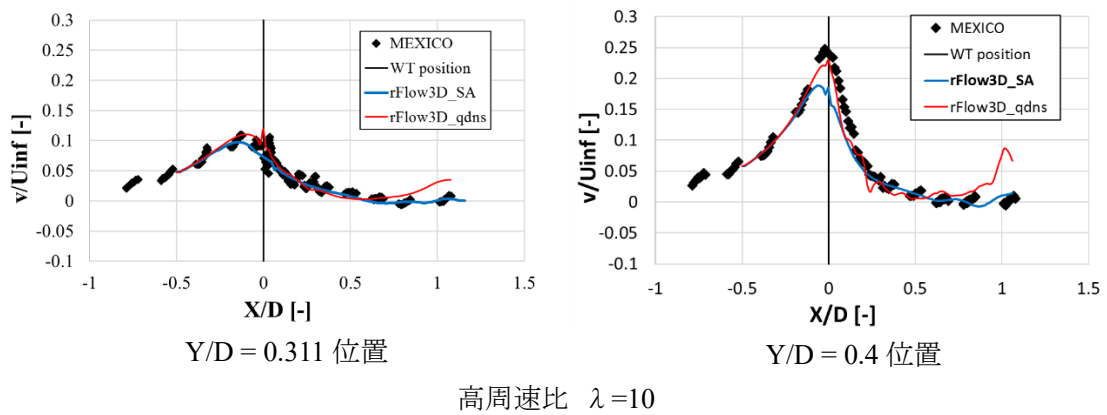 0.3
0.25
0.2
0.15
0.1
0.05
0
-0.05
-0.1
v/Uinf [-]
-1 -0.5 0 0.5 1 1.5
X/D [-]
MEXICO
WT position
rFlow3D_SA
rFlow3D_qdns
Y/D = 0.311 位置
0.3
0.25
0.2
0.15
0.1
0.05
0
-0.05
-0.1
v/Uinf [-]
-1 -0.5 0 0.5 1 1.5
X/D [-]
MEXICO
WT position
rFlow3D_SA
rFlow3D_qdns
Y/D = 0.4 位置
高周速比 λ =10